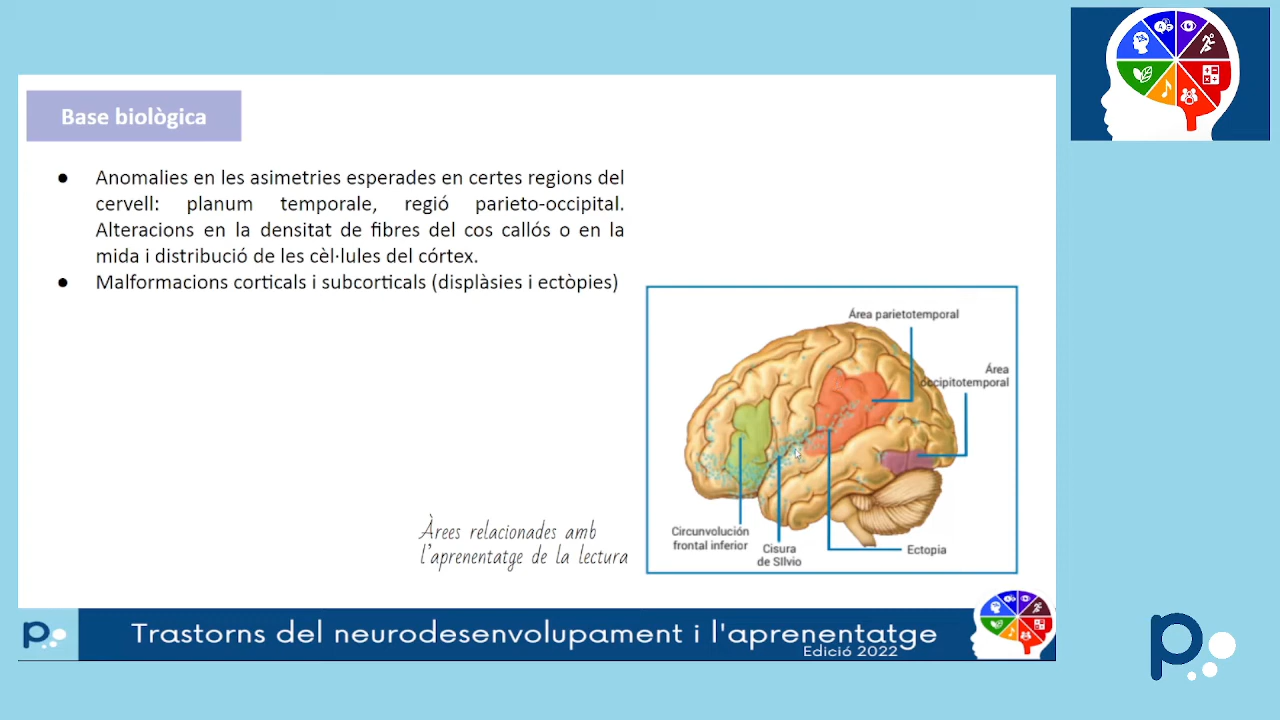 Base biològica
● Anomalies en les asimetries esperades en certes regions del
cervell: planum temporale, regió parieto-occipital.
Alteracions en la densitat de fibres del cos callós o en la
mida i distribució de les cèl·lules del córtex.
● Malformacions corticals i subcorticals (displàsies i ectòpies)
Área parietotemporal
Área
occipitotemporal
Circunvolución
frontal inferior
Cisura
de SIlvio
Ectopia
Àrees relacionades amb
l'aprenentatge de la lectura
p.
Trastorns del neurodesenvolupament i l'aprenentatge
Edició 2022
p.